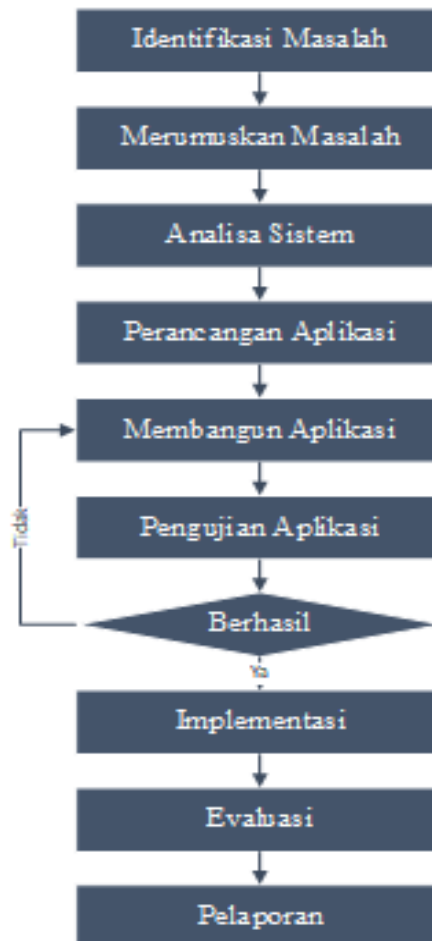 Identifikasi Masalah
Merumuskan Masalah
Analisa Sistem
Perancangan Aplikasi
Membangun Aplikasi
Pengujian Aplikasi
Tidak
Berhasil
Ya
Implementasi
Evaluasi
Pelaporan